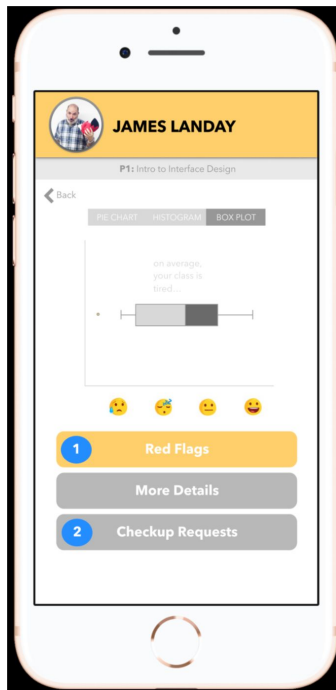 JAMES LANDAY
P1: Intro to Interface Design
Back
PIE CHART HISTOGRAM BOX PLOT
on average,
your class is
tired...
1 Red Flags
More Details
2 Checkup Requests